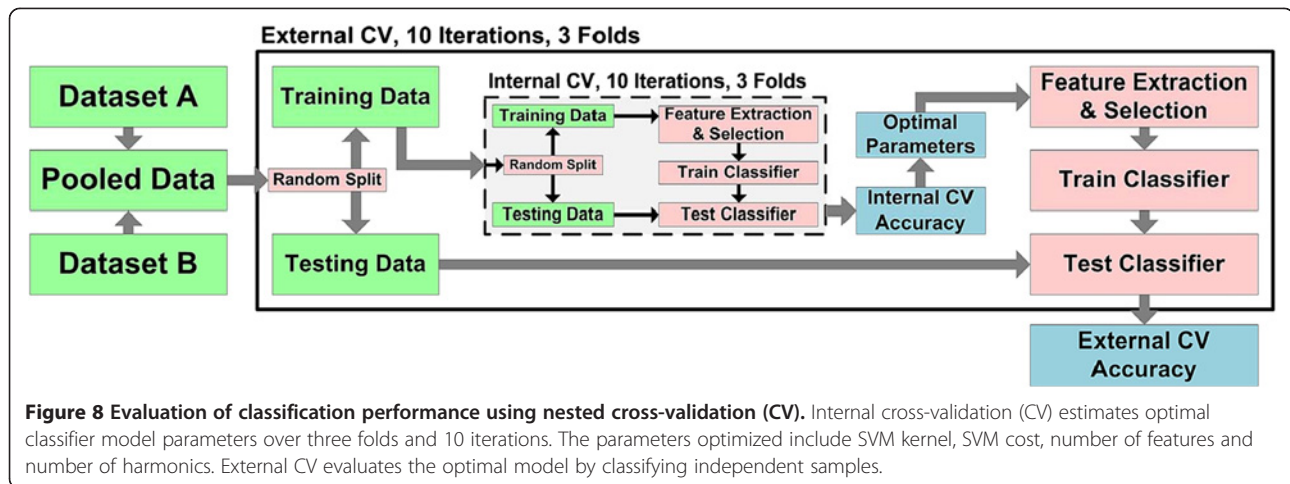 External CV, 10 Iterations, 3 Folds
Dataset A
Pooled Data
Dataset B
Random Split
Training Data
Testing Data
Internal CV, 10 Iterations, 3 Folds
Training Data
Random Split
Testing Data
Feature Extraction
& Selection
Train Classifier
Test Classifier
Optimal
Parameters
Internal CV
Accuracy
Feature Extraction
& Selection
Train Classifier
Test Classifier
External CV
Accuracy
Figure 8 Evaluation of classification performance using nested cross-validation (CV). Internal cross-validation (CV) estimates optimal
classifier model parameters over three folds and 10 iterations. The parameters optimized include SVM kernel, SVM cost, number of features and
number of harmonics. External CV evaluates the optimal model by classifying independent samples.